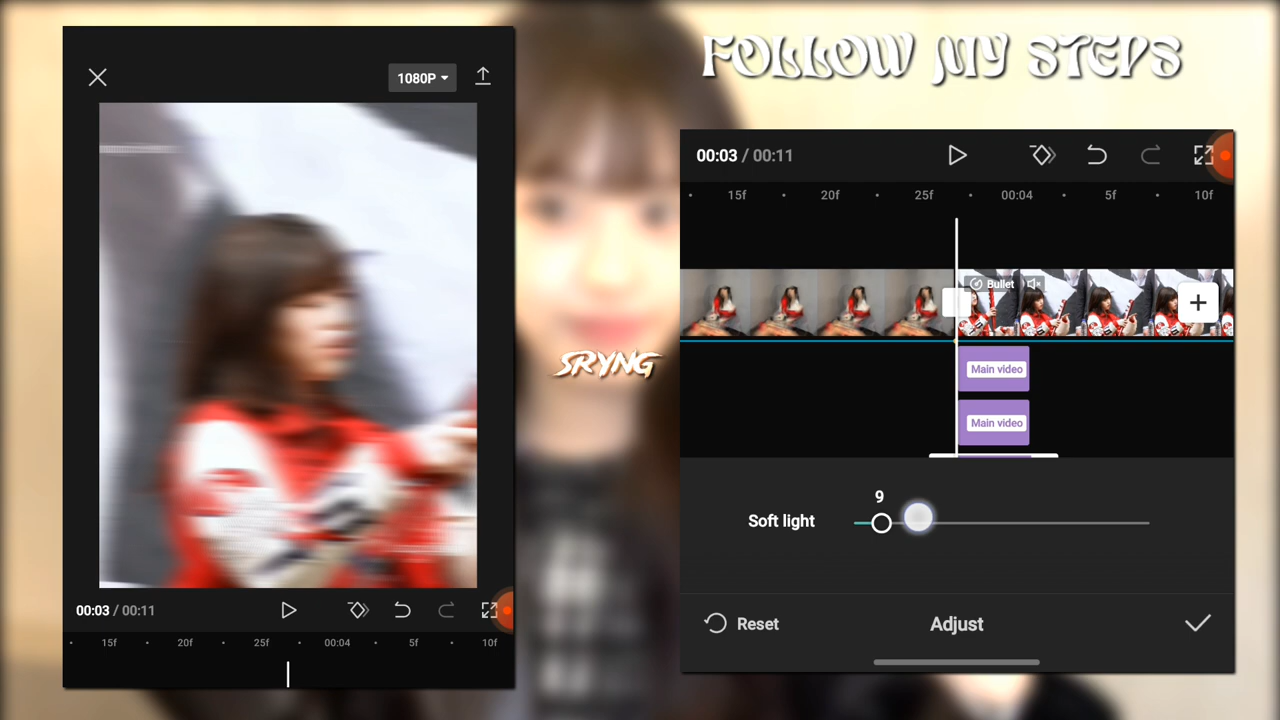 FOLLOW MY STEPS
1080P
SRYNG
00:03 / 00:11
15f
20f
25f
00:04
5f
10f
00:03 / 00:11
15f
20f
25f
00:04
5f
10f
Bullet
Main video
Main video
9
Soft light
Reset
Adjust